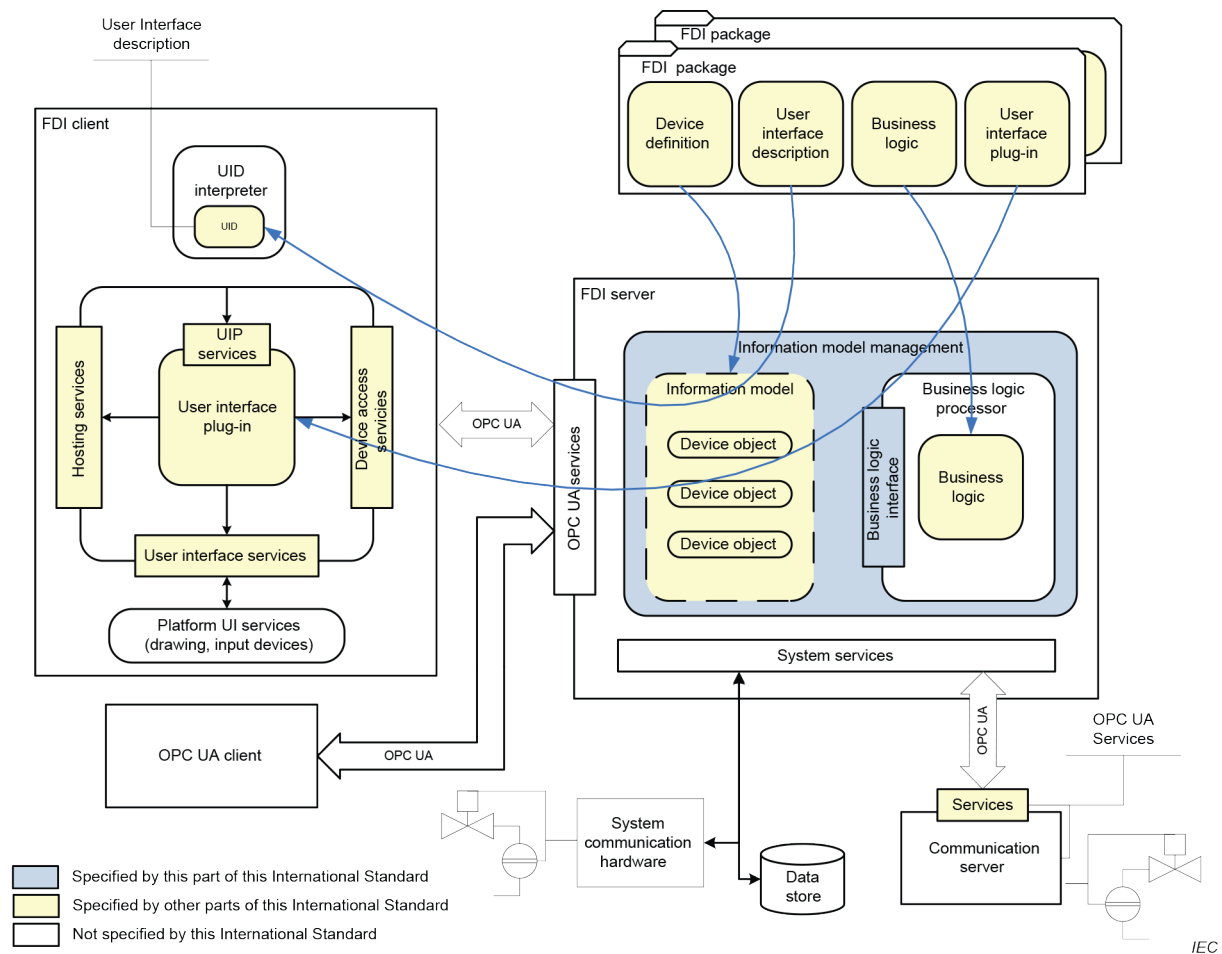 User Interface
description
FDI package
FDI package
Device
definition
User
interface
description
Business
logic
User
interface
plug-in
FDI client
UID
interpreter
UID
UIP
services
User interface
plug-in
Hosting services
Device access
servicies
User interface services
Platform UI services
(drawing, input devices)
OPC UA
FDI server
OPC UA services
Information model management
Information model
Device object
Device object
Device object
Business logic
processor
Business logic
interface
Business
logic
System services
OPC UA client
OPC UA
OPC UA
OPC UA
Services
Services
Communication
server
System
communication
hardware
Data
store
Specified by this part of this International Standard
Specified by other parts of this International Standard
Not specified by this International Standard
IEC